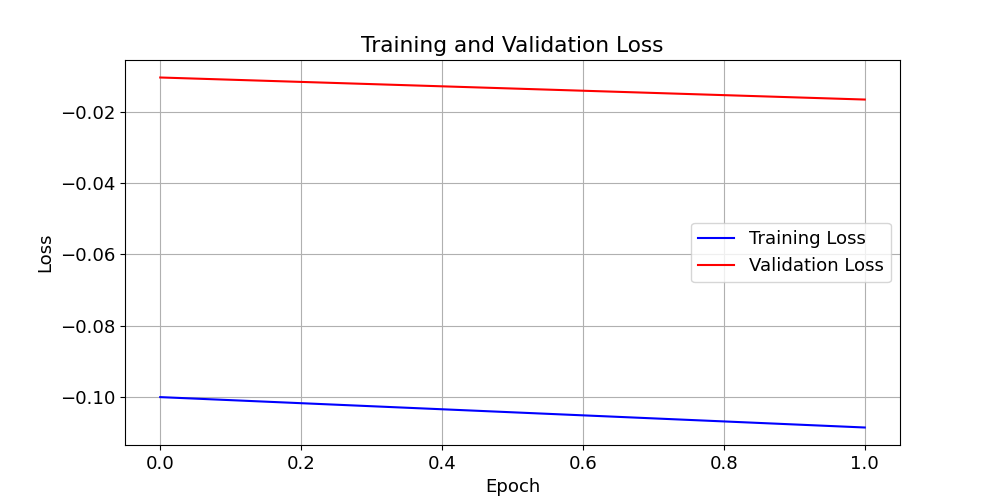 Training and Validation Loss
−0.02
−0.04
−0.06
−0.08
−0.10
Loss
Training Loss
Validation Loss
0.0 0.2 0.4 0.6 0.8 1.0
Epoch